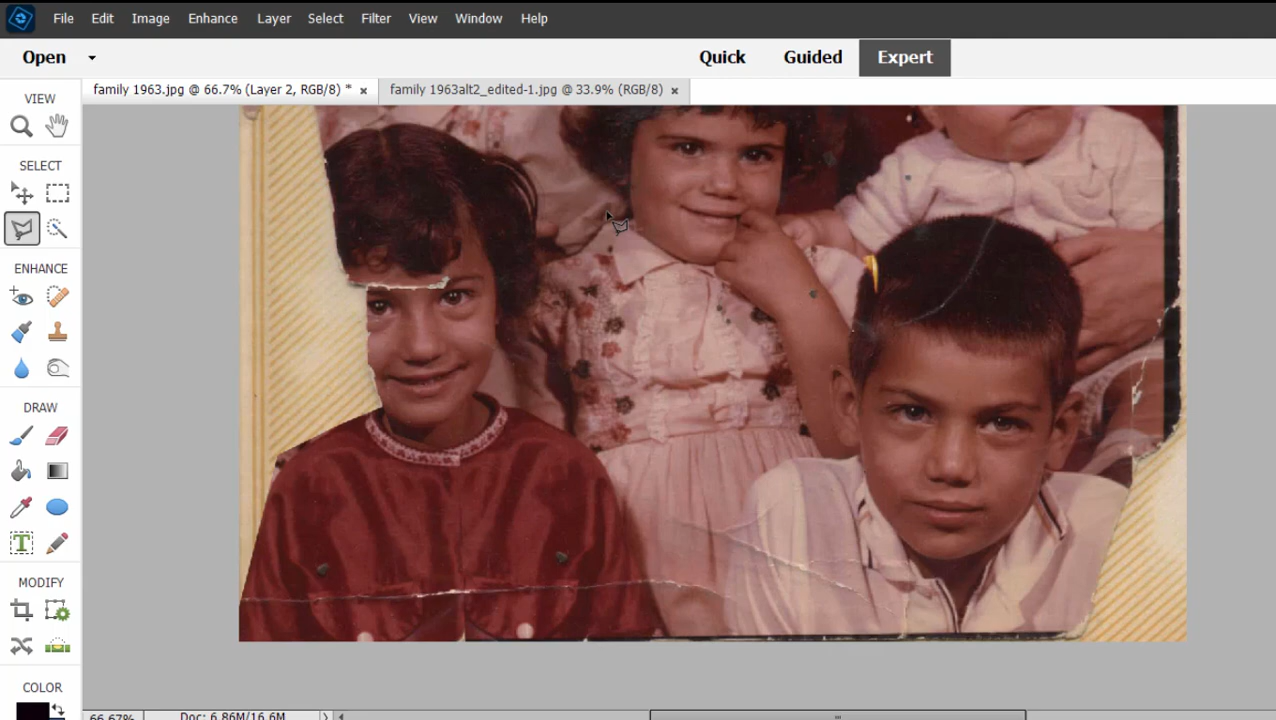 File Edit Image Enhance Layer Select Filter View Window Help
Open Quick Guided Expert
family 1963.jpg @ 66.7% (Layer 2, RGB/8) * × family 1963alt2_edited-1.jpg @ 33.9% (RGB/8) ×
VIEW
SELECT
ENHANCE
DRAW
T
MODIFY
COLOR
66.67% Doc: 6.86M/16.6M